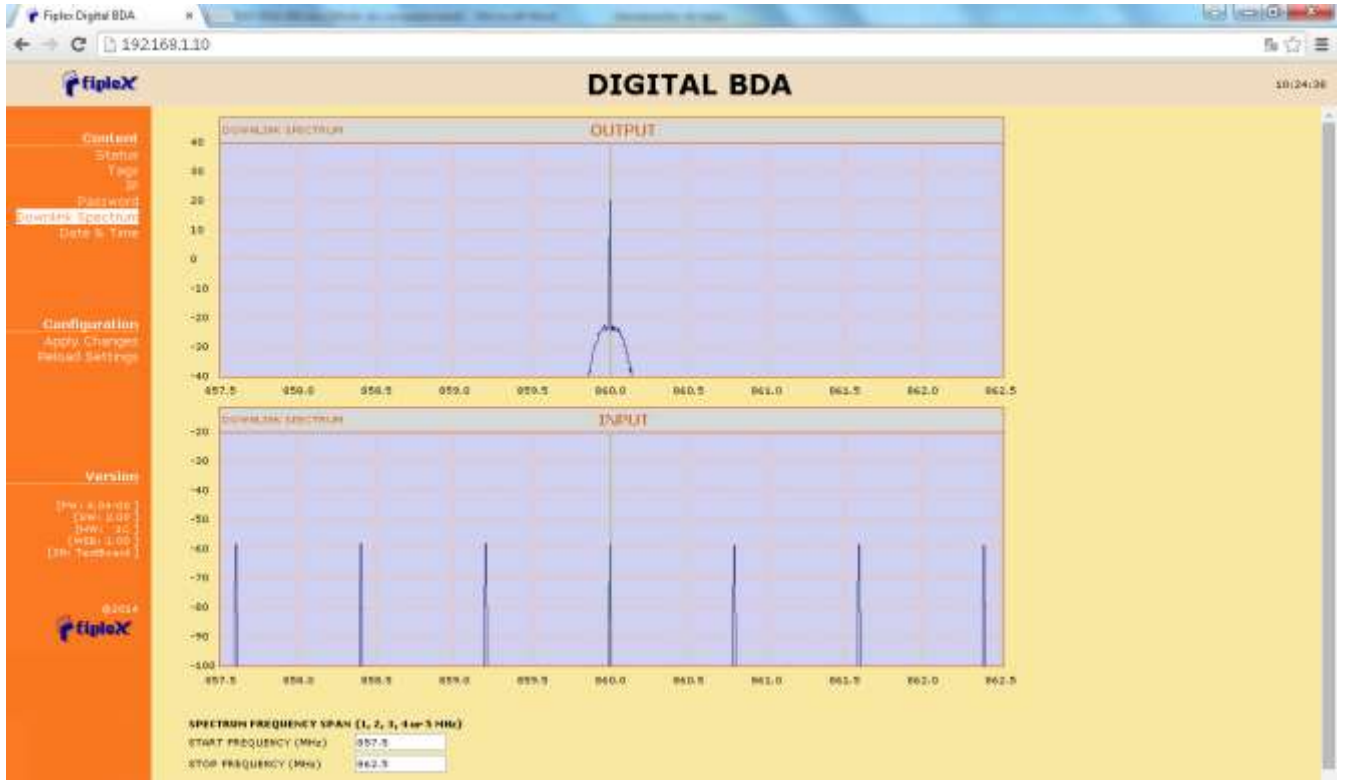 Fiplex Digital BDA
192.168.1.10
fipleX
DIGITAL BDA
10:24:36
Content
Status
Tags
IP
Password
Downlink Spectrum
Date & Time
Configuration
Apply Changes
Reload Settings
Version
[SN: TestBoard ]
@2014
fipleX
DOWNLINK SPECTRUM
OUTPUT
40
30
20
10
0
-10
-20
-30
-40
857.5 858.0 858.5 859.0 859.5 860.0 860.5 861.0 861.5 862.0 862.5
DOWNLINK SPECTRUM
INPUT
-20
-30
-40
-50
-60
-70
-80
-90
-100
857.5 858.0 858.5 859.0 859.5 860.0 860.5 861.0 861.5 862.0 862.5
SPECTRUM FREQUENCY SPAN (1, 2, 3, 4 or 5 MHz)
START FREQUENCY (MHz) 857.5
STOP FREQUENCY (MHz) 862.5